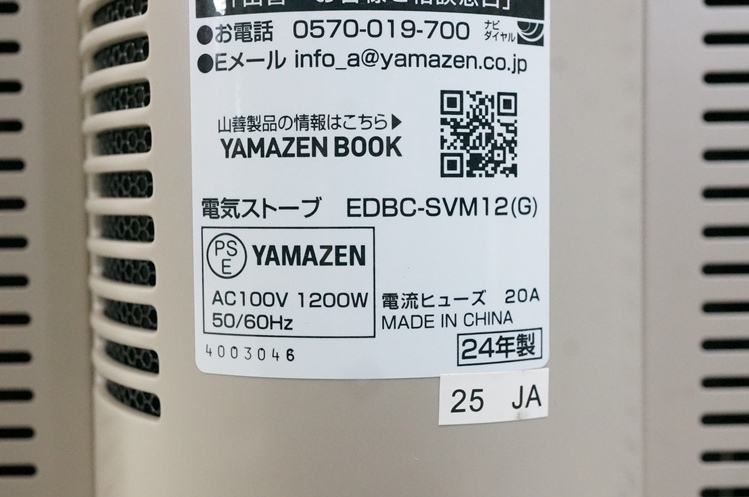 ●お電話 0570-019-700 ナビダイヤル
●Eメール info_a@yamazen.co.jp
山善製品の情報はこちら▶
YAMAZEN BOOK
電気ストーブ EDBC-SVM12(G)
PSE YAMAZEN
AC100V 1200W
50/60Hz
電流ヒューズ 20A
MADE IN CHINA
4003046
24年製
25 JA